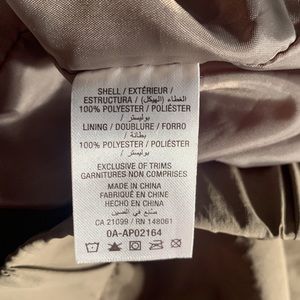 SHELL / EXTÉRIEUR /
ESTRUCTURA / الغطاء (الهيكل) /
100% POLYESTER / POLIÉSTER
/ بوليستر
LINING / DOUBLURE / FORRO
/ بطانة
100% POLYESTER / POLIÉSTER
/ بوليستر
EXCLUSIVE OF TRIMS
GARNITURES NON COMPRISES
MADE IN CHINA
FABRIQUÉ EN CHINE
HECHO EN CHINA
صنع في الصين
CA 21099 / RN 148061
0A-AP02164